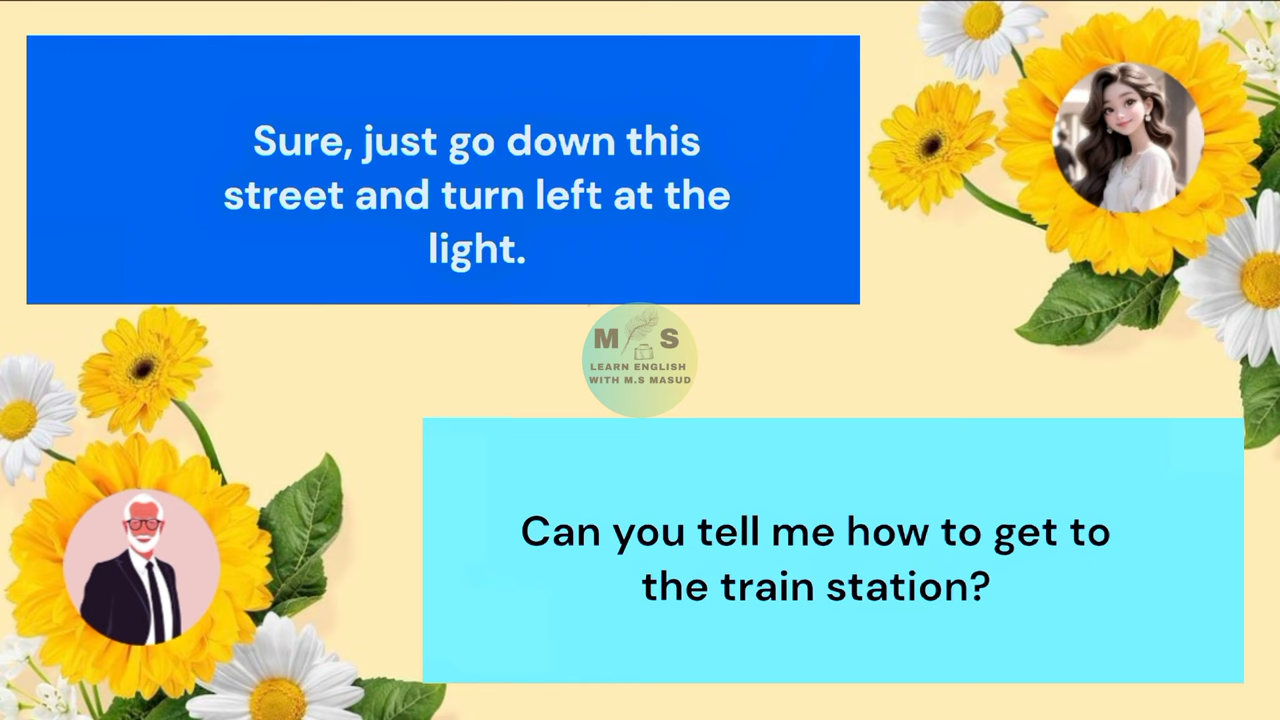 Sure, just go down this
street and turn left at the
light.
M S
LEARN ENGLISH
WITH M.S MASUD
Can you tell me how to get to
the train station?